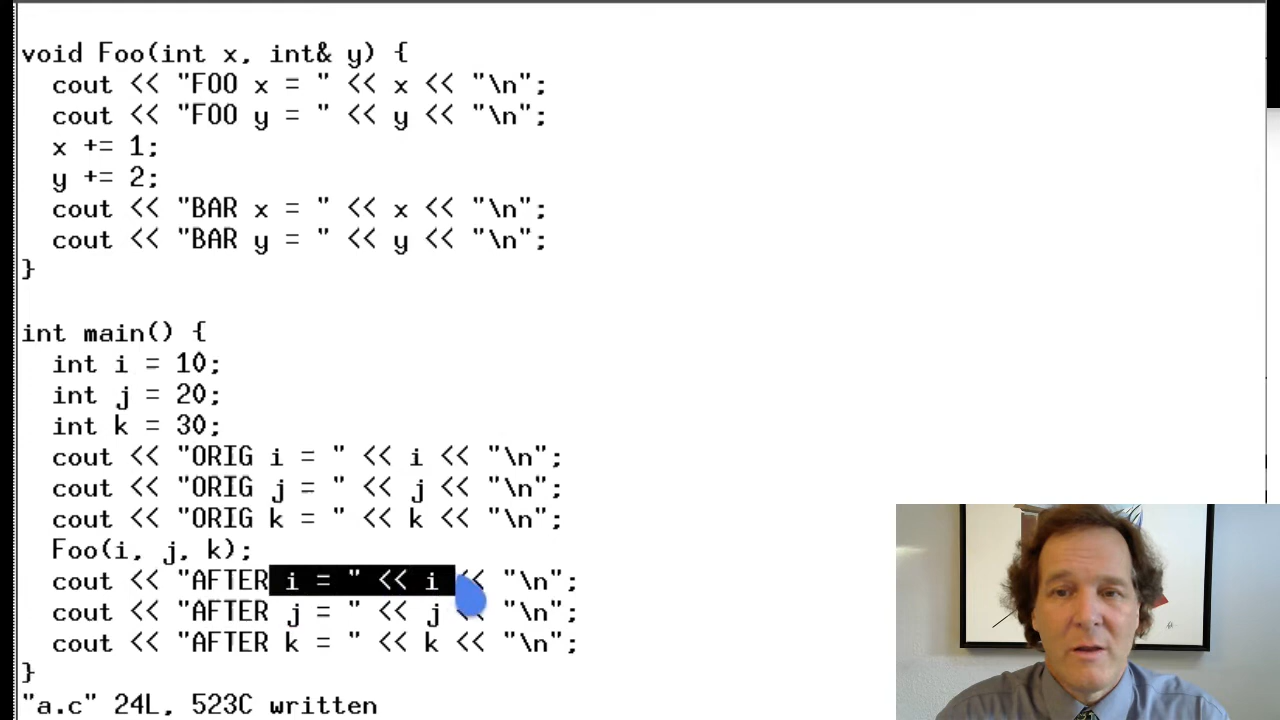 void Foo(int x, int& y) {
  cout << "FOO x = " << x << "\n";
  cout << "FOO y = " << y << "\n";
  x += 1;
  y += 2;
  cout << "BAR x = " << x << "\n";
  cout << "BAR y = " << y << "\n";
}
int main() {
  int i = 10;
  int j = 20;
  int k = 30;
  cout << "ORIG i = " << i << "\n";
  cout << "ORIG j = " << j << "\n";
  cout << "ORIG k = " << k << "\n";
  Foo(i, j, k);
  cout << "AFTER i = " << i << "\n";
  cout << "AFTER j = " << j << "\n";
  cout << "AFTER k = " << k << "\n";
}
"a.c" 24L, 523C written